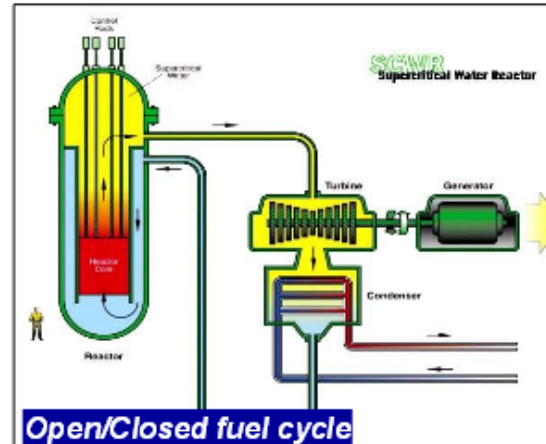 Control
Rods
SCWR
Supercritical Water Reactor
Supercritical
Water
Turbine
Generator
Reactor
Core
Condenser
Reactor
Open/Closed fuel cycle